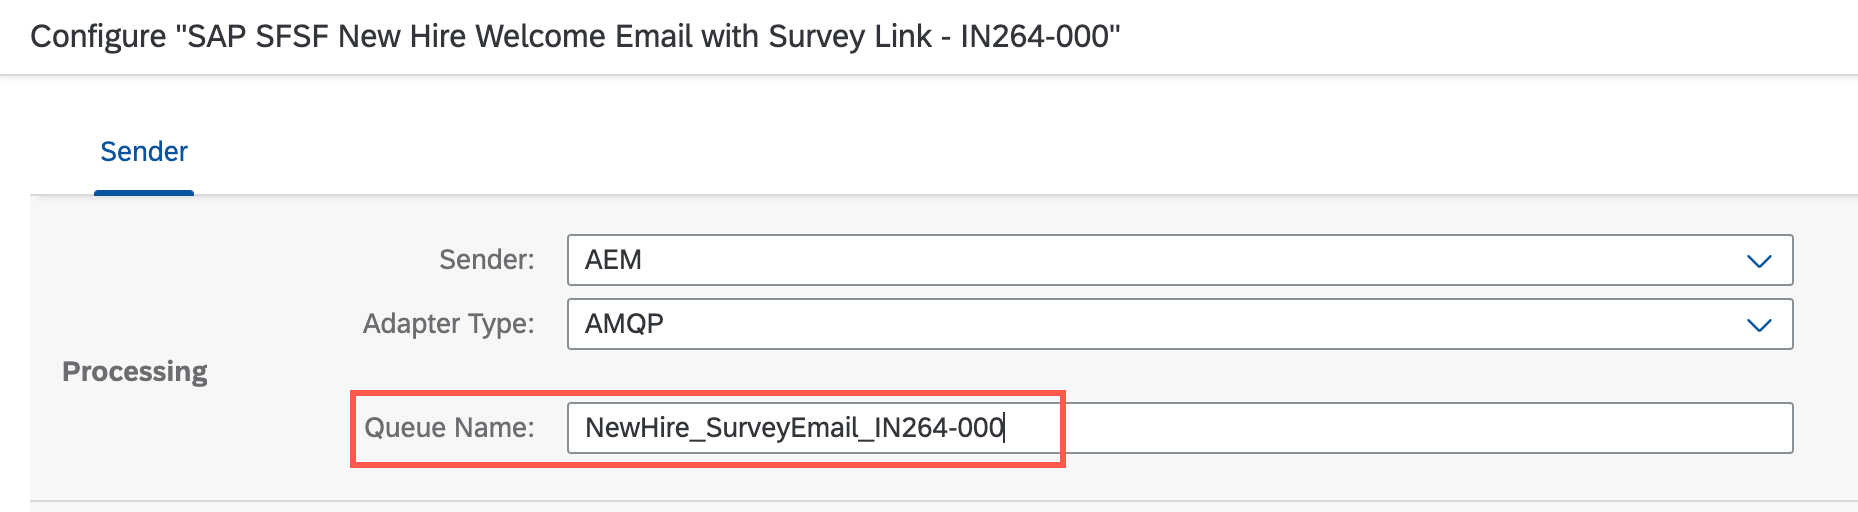 Configure "SAP SFSF New Hire Welcome Email with Survey Link - IN264-000"
Sender
Sender: AEM
Adapter Type: AMQP
Processing
Queue Name: NewHire_SurveyEmail_IN264-000